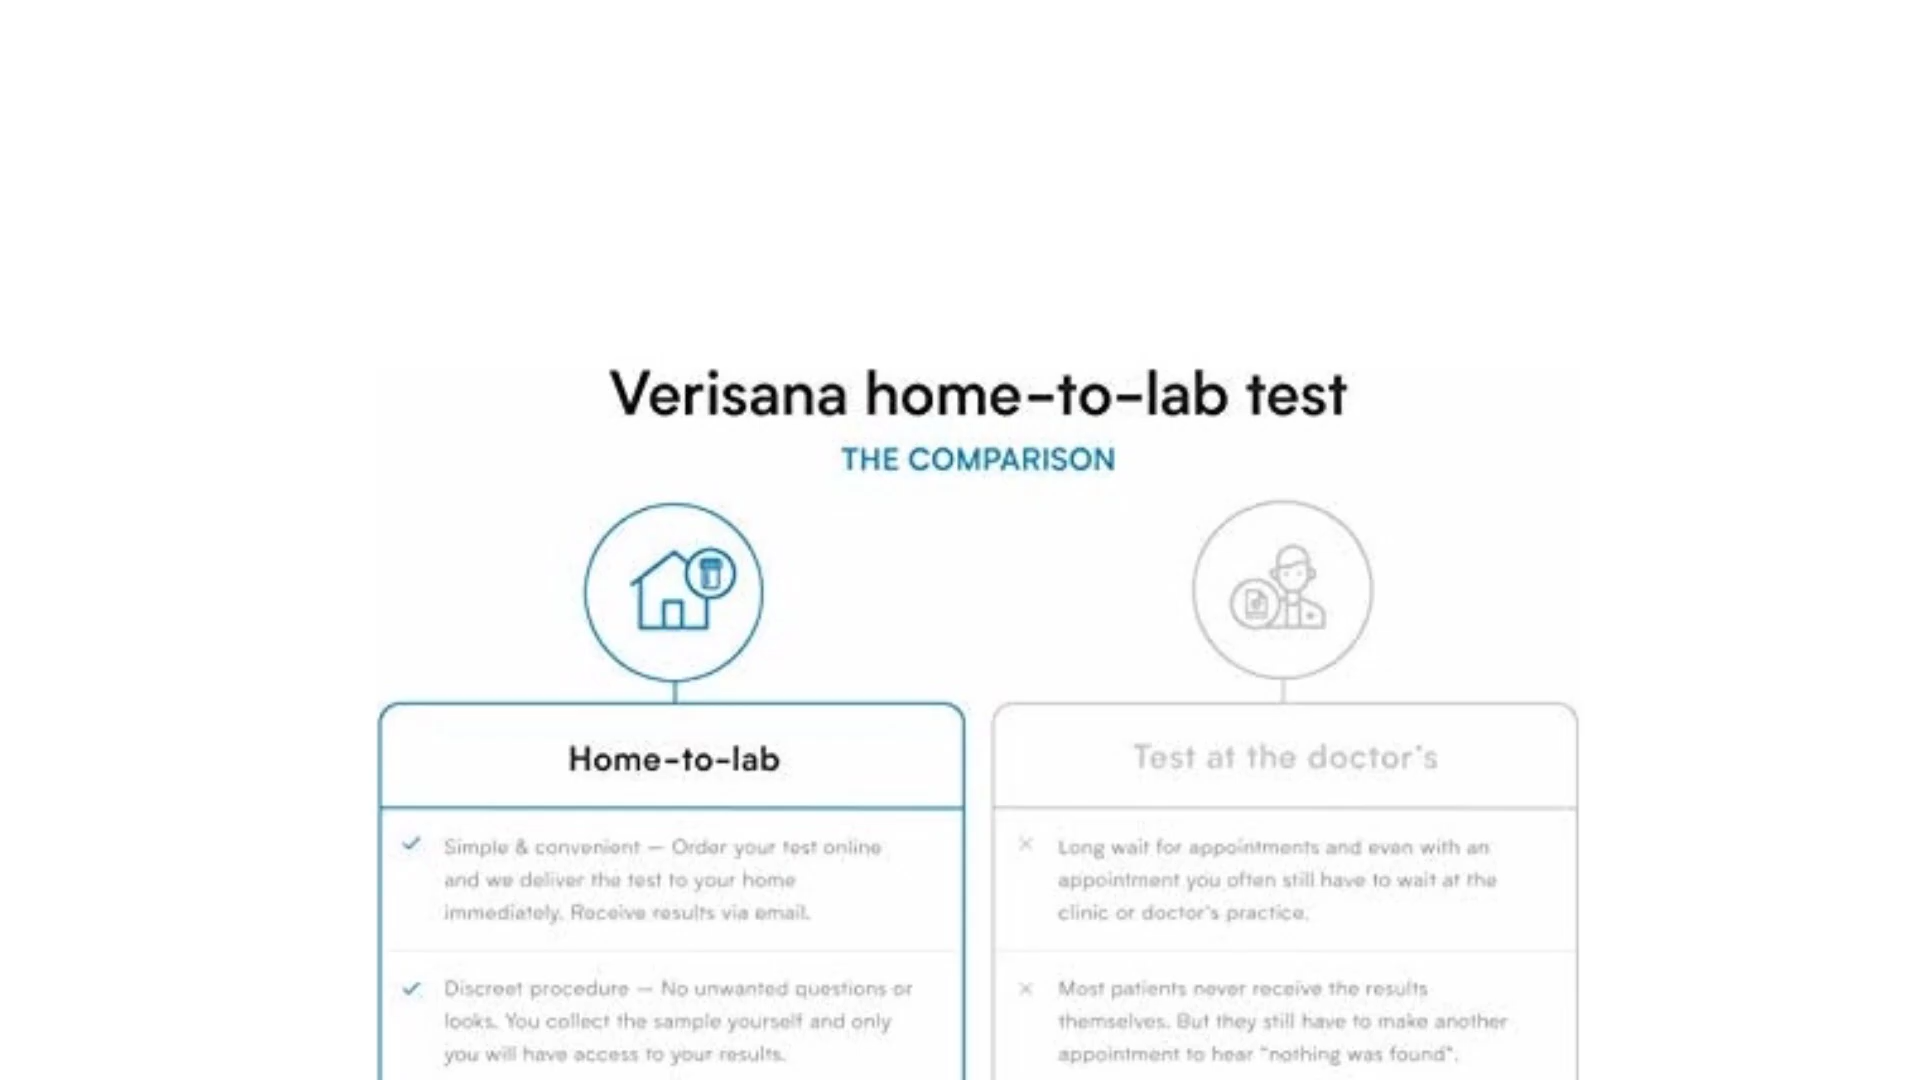 Verisana home-to-lab test
THE COMPARISON
Home-to-lab
Simple & convenient — Order your test online
and we deliver the test to your home
immediately. Receive results via email.
Discreet procedure — No unwanted questions or
looks. You collect the sample yourself and only
you will have access to your results.
Test at the doctor's
Long wait for appointments and even with an
appointment you often still have to wait at the
clinic or doctor's practice.
Most patients never receive the results
themselves. But they still have to make another
appointment to hear "nothing was found".